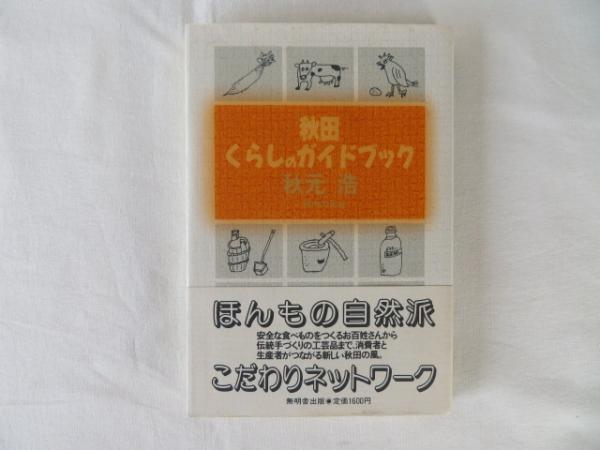 秋田
くらしのガイドブック
秋元 浩
ほんもの自然派
安全な食べものをつくるお百姓さんから
伝統手づくりの工芸品まで、消費者と
生産者がつながる新しい秋田の風。
こだわりネットワーク
無明舎出版●定価1600円